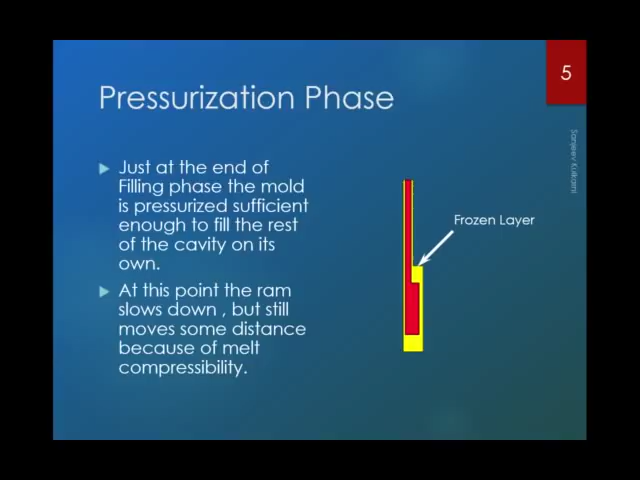 5
Pressurization Phase
Sanjeev Kulkarni
Just at the end of
Filling phase the mold
is pressurized sufficient
enough to fill the rest
of the cavity on its
own.
At this point the ram
slows down , but still
moves some distance
because of melt
compressibility.
Frozen Layer